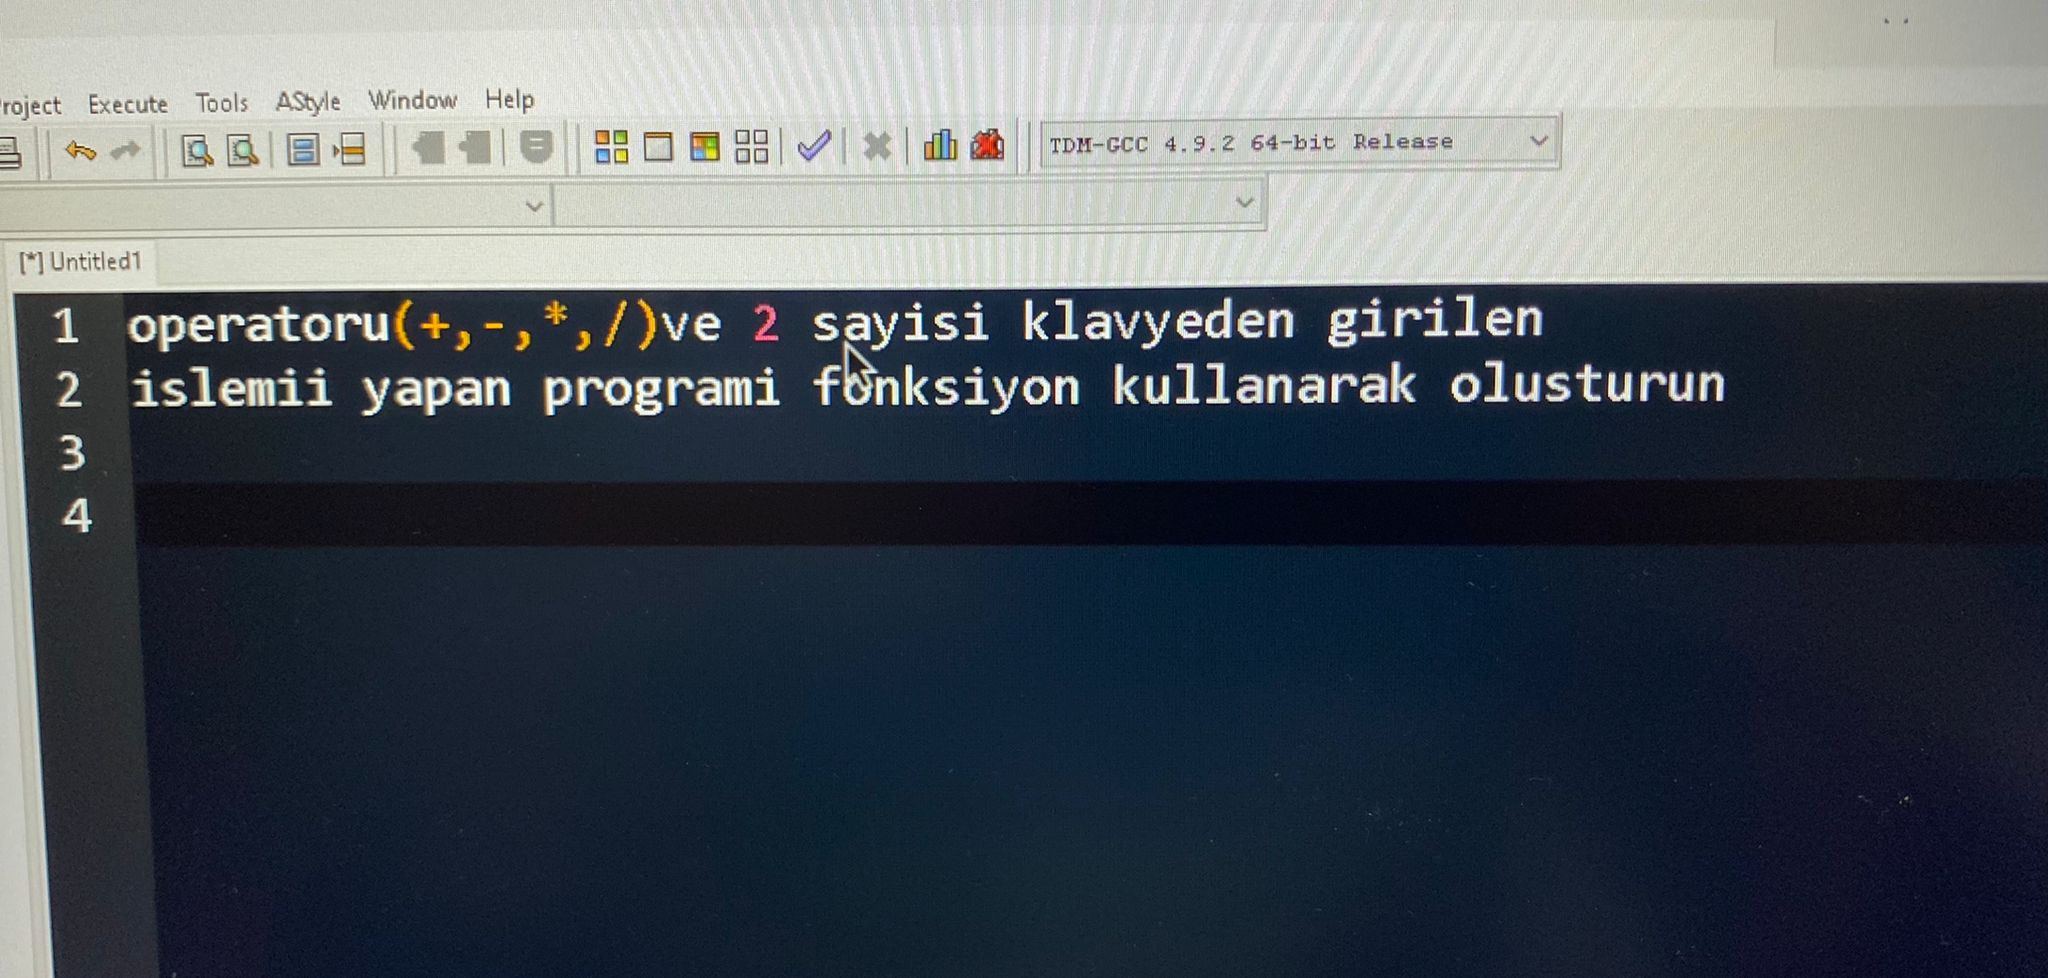 Project Execute Tools AStyle Window Help
TDM-GCC 4.9.2 64-bit Release
[*] Untitled1
1 operatoru(+,-,*,/)ve 2 sayisi klavyeden girilen
2 islemii yapan programi fonksiyon kullanarak olusturun
3
4